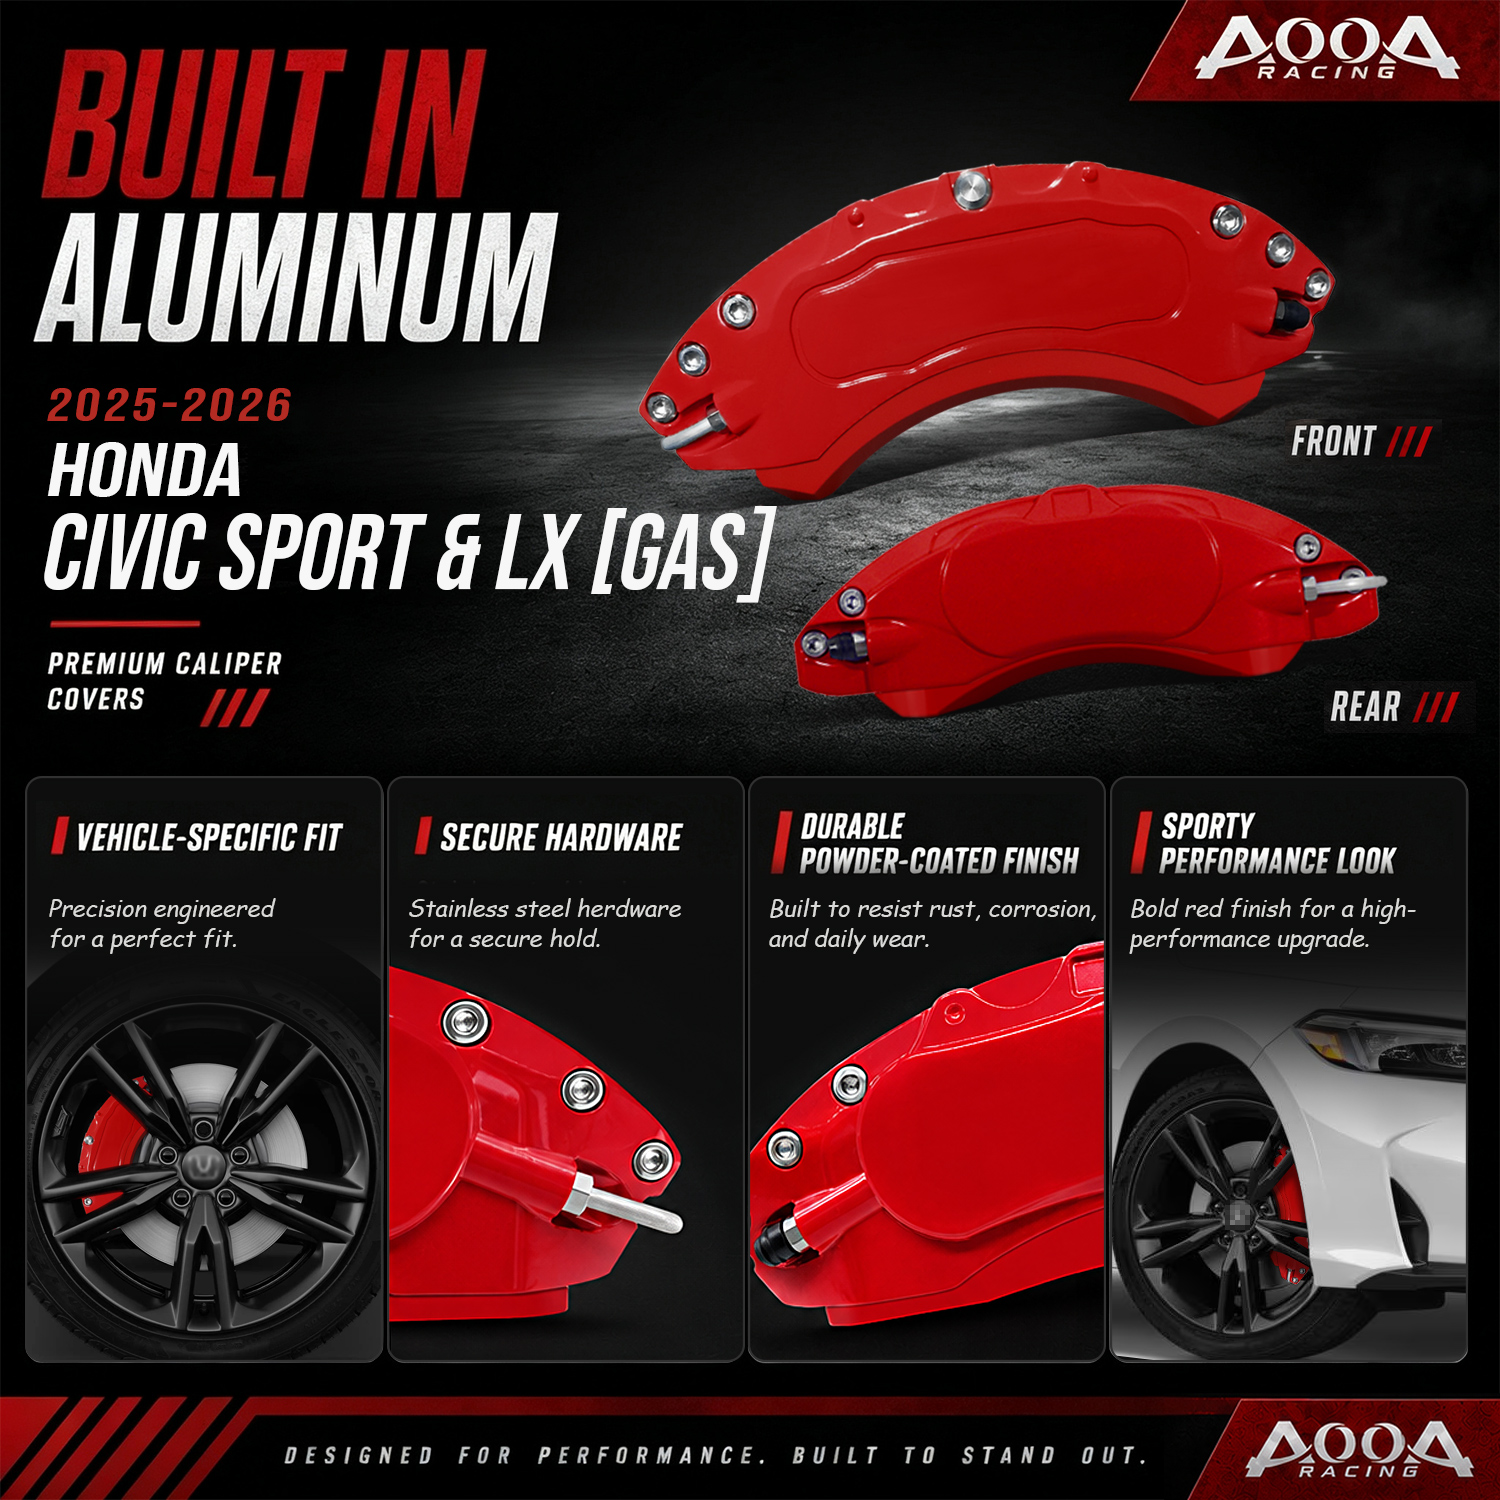 AOOA
RACING
BUILT IN
ALUMINUM
2025-2026
HONDA
CIVIC SPORT & LX [GAS]
PREMIUM CALIPER
COVERS
FRONT
REAR
VEHICLE-SPECIFIC FIT
Precision engineered
for a perfect fit.
SECURE HARDWARE
Stainless steel herdware
for a secure hold.
DURABLE
POWDER-COATED FINISH
Built to resist rust, corrosion,
and daily wear.
SPORTY
PERFORMANCE LOOK
Bold red finish for a high-
performance upgrade.
DESIGNED FOR PERFORMANCE. BUILT TO STAND OUT.
AOOA
RACING